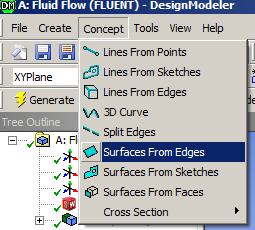 DM A: Fluid Flow (FLUENT) - DesignModeler
File Create Concept Tools View Help
Lines From Points
Lines From Sketches
Lines From Edges
3D Curve
Split Edges
Surfaces From Edges
Surfaces From Sketches
Surfaces From Faces
Cross Section
XYPlane
Generate
Tree Outline
A: Fl